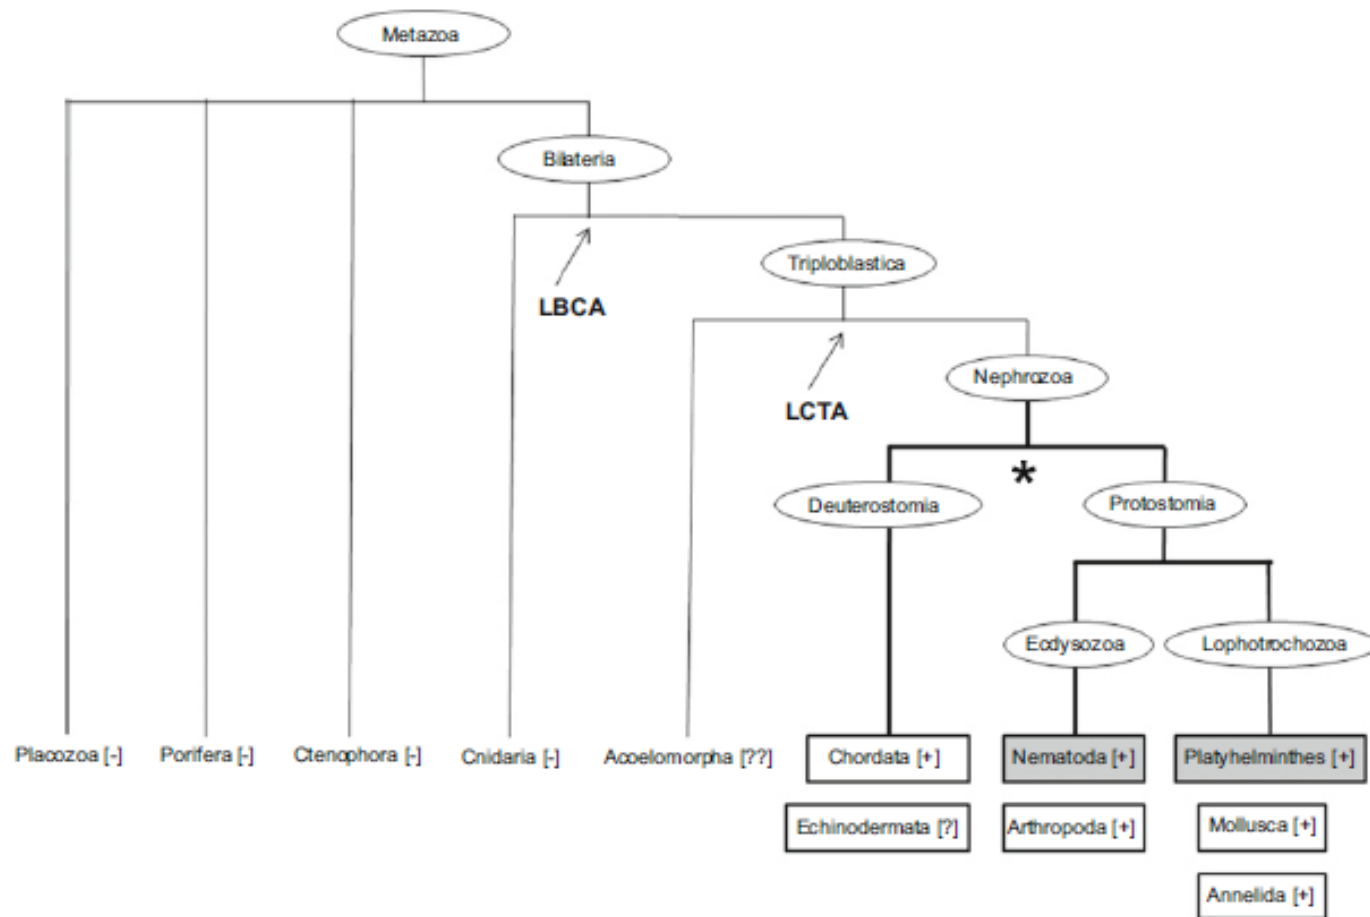 Metazoa
Bilateria
Triploblastica
LBCA
Nephrozoa
LCTA
*
Deuterostomia
Protostomia
Ecdysozoa
Lophotrochozoa
Placozoa [-]
Porifera [-]
Ctenophora [-]
Cnidaria [-]
Acoelomorpha [??]
Chordata [+]
Nematoda [+]
Platyhelminthes [+]
Echinodermata [?]
Arthropoda [+]
Mollusca [+]
Annelida [+]